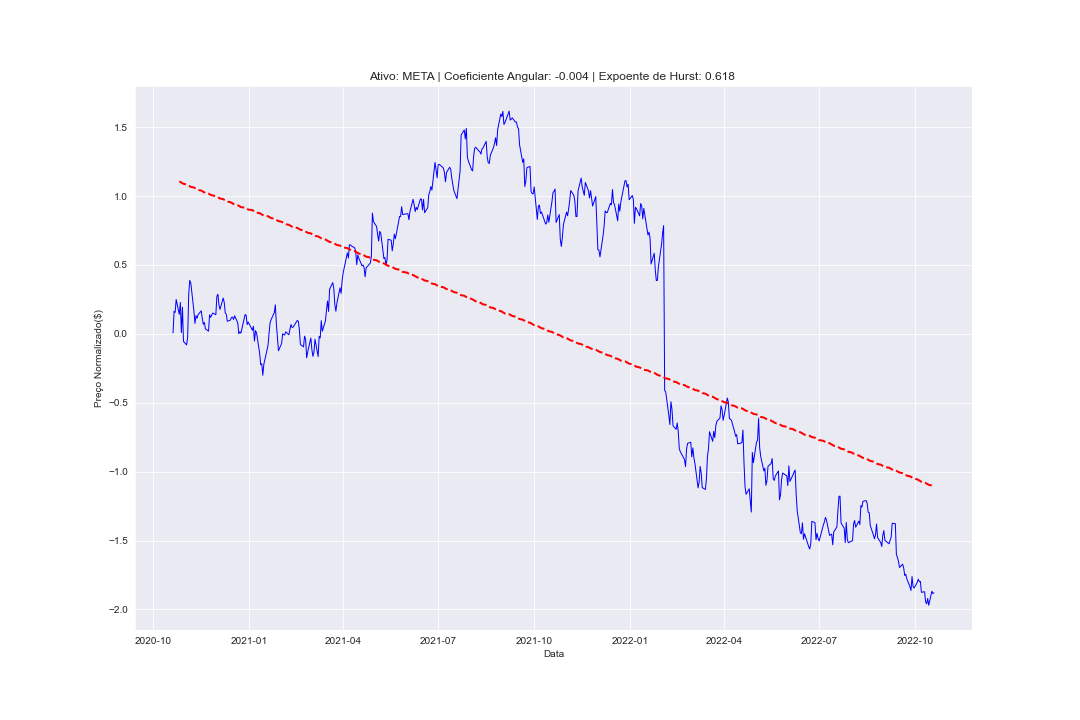 Ativo: META | Coeficiente Angular: -0.004 | Expoente de Hurst: 0.618
Preço Normalizado($)
1.5
1.0
0.5
0.0
−0.5
−1.0
−1.5
−2.0
2020-10 2021-01 2021-04 2021-07 2021-10 2022-01 2022-04 2022-07 2022-10
Data